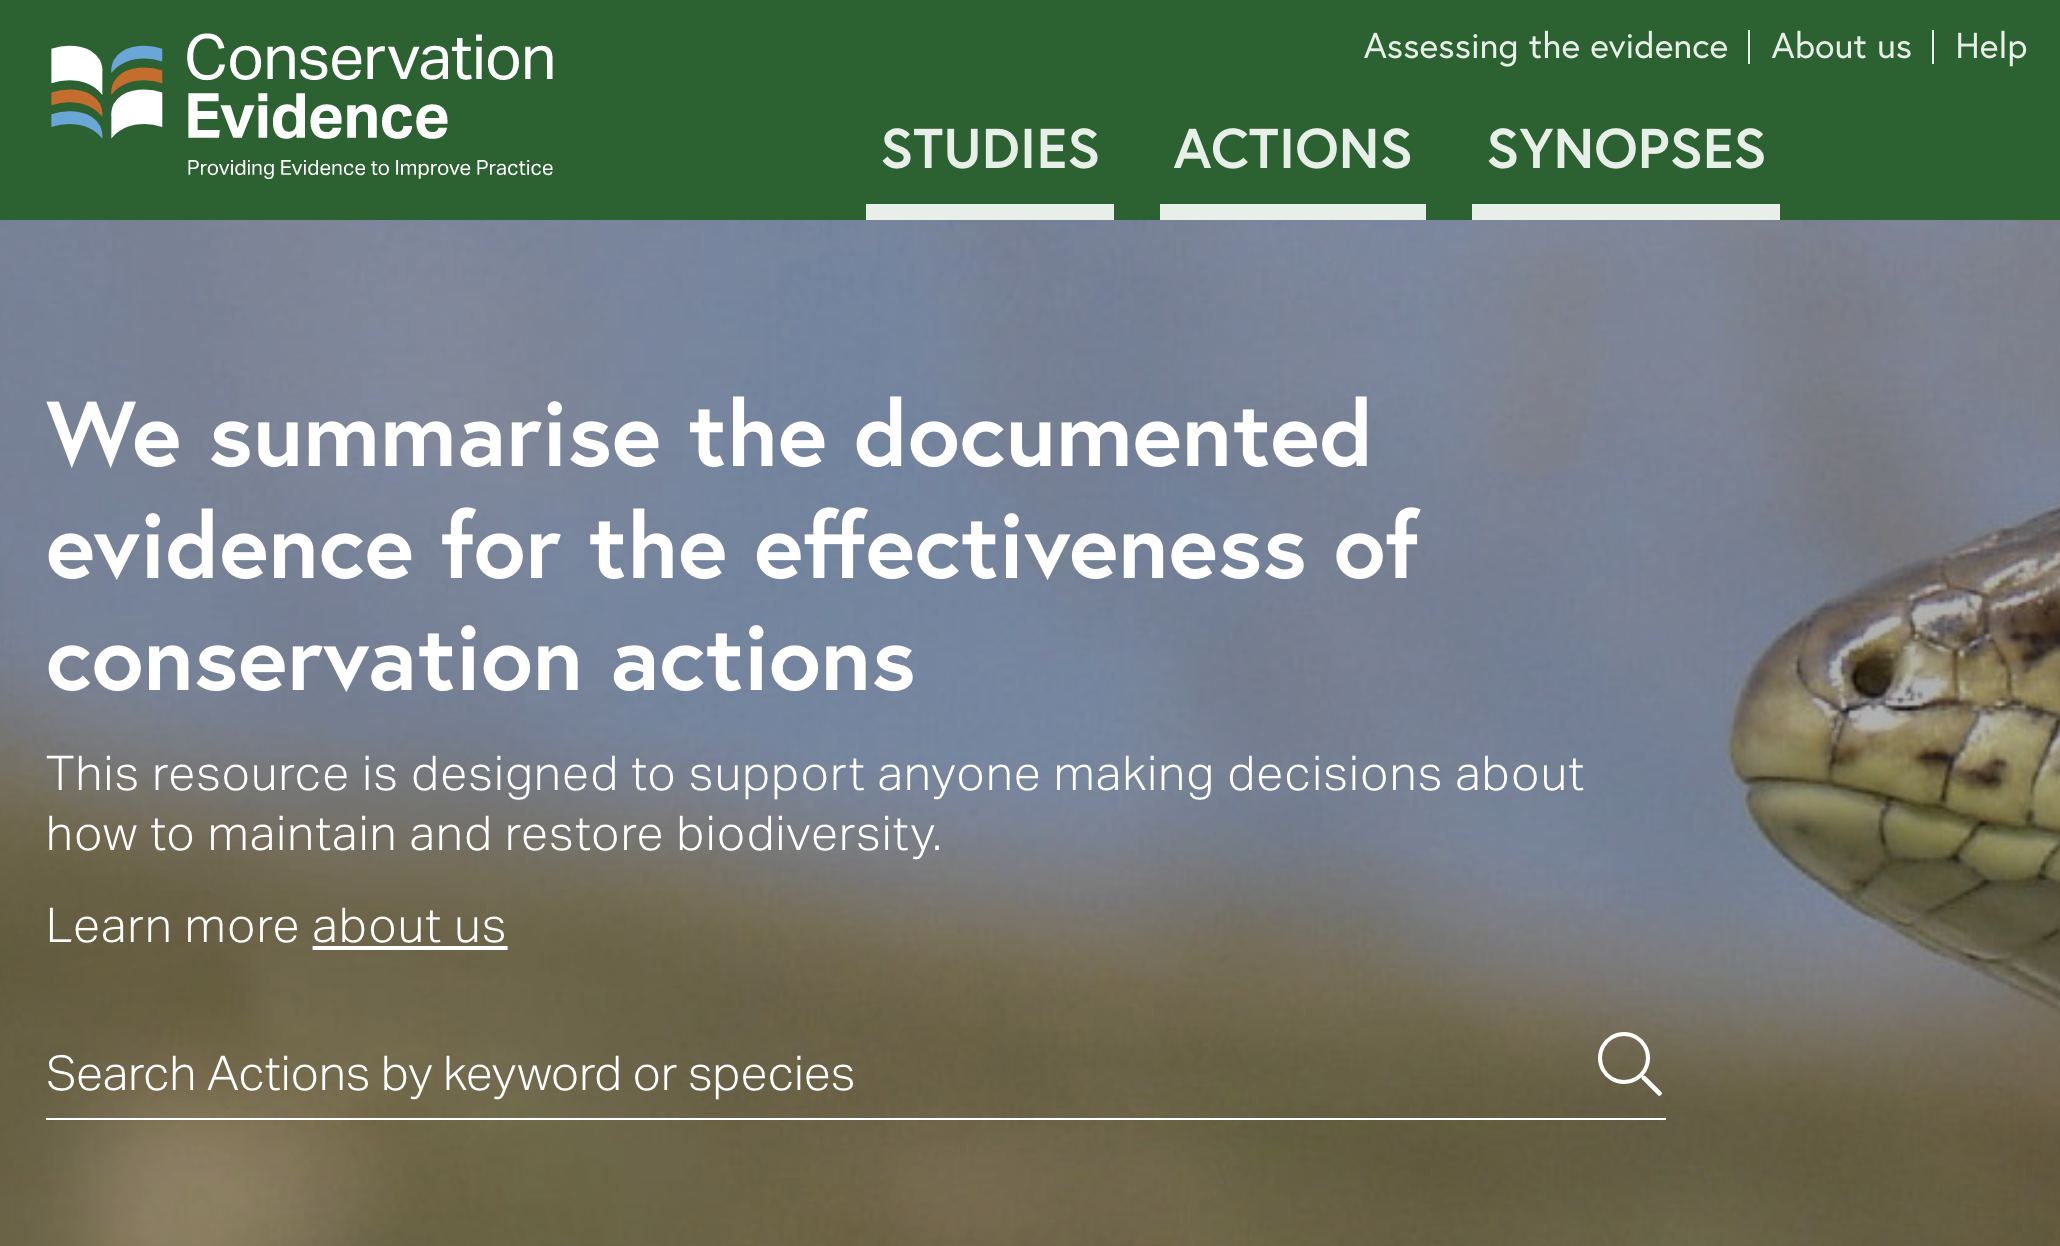 Conservation
Evidence
Providing Evidence to Improve Practice
Assessing the evidence | About us | Help
STUDIES ACTIONS SYNOPSES
We summarise the documented
evidence for the effectiveness of
conservation actions
This resource is designed to support anyone making decisions about
how to maintain and restore biodiversity.
Learn more about us
Search Actions by keyword or species